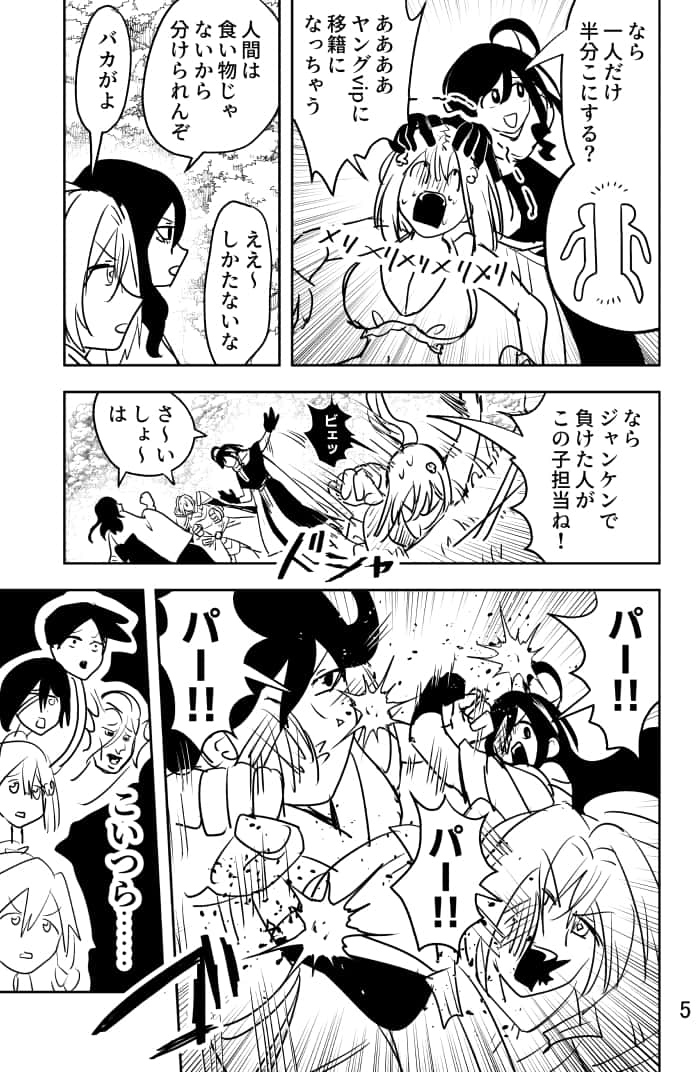 なら
一人だけ
半分こにする？
ああああ
ヤングvipに
移籍に
なっちゃう
メリメリメリメリメリ
人間は
食い物じゃ
ないから
分けられんぞ
バカがよ
ええ～
しかたないな
なら
ジャンケンで
負けた人が
この子担当ね！
ビェッ
さ～い
しょ～
は
ドシャ
パー!!
パー!!
パー!!
こいつら……
5